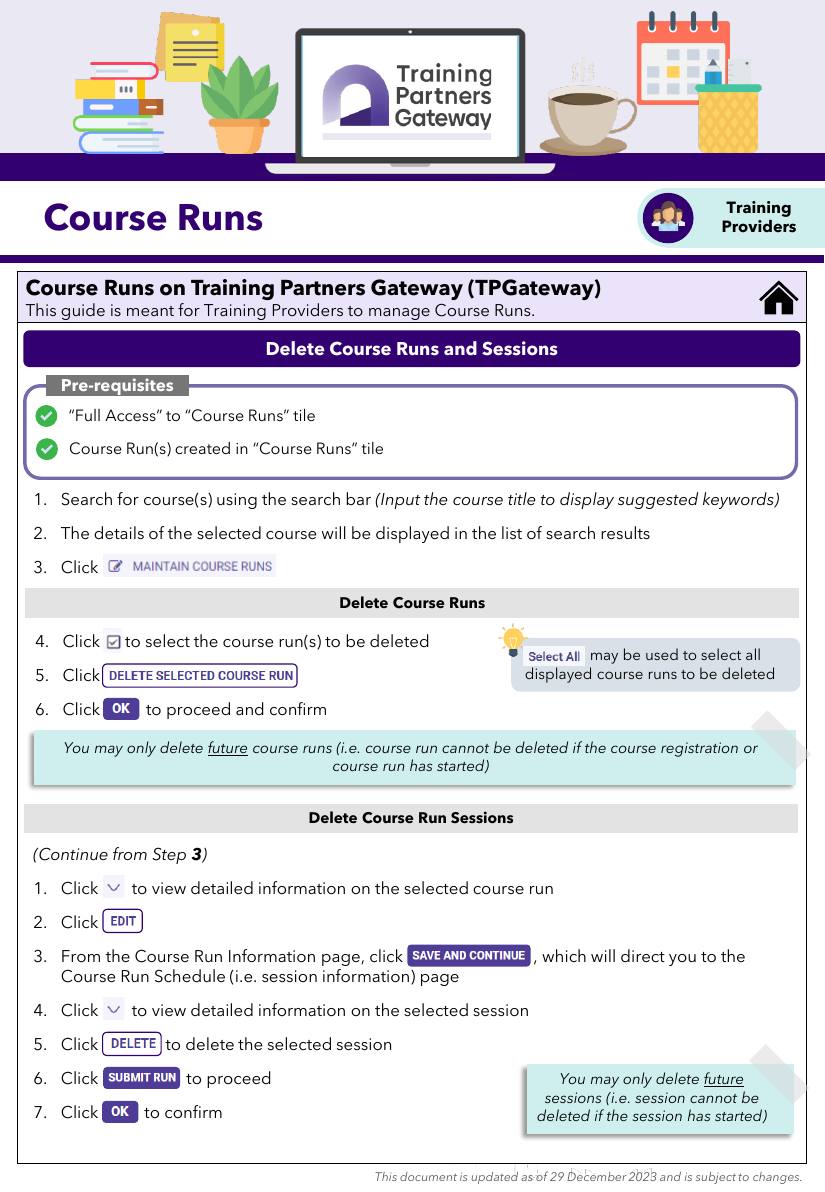 Training
Partners
Gateway
Course Runs
Training
Providers
Course Runs on Training Partners Gateway (TPGateway)
This guide is meant for Training Providers to manage Course Runs.
Delete Course Runs and Sessions
Pre-requisites
“Full Access” to “Course Runs” tile
Course Run(s) created in “Course Runs” tile
1. Search for course(s) using the search bar (Input the course title to display suggested keywords)
2. The details of the selected course will be displayed in the list of search results
3. Click MAINTAIN COURSE RUNS
Delete Course Runs
4. Click to select the course run(s) to be deleted
5. Click DELETE SELECTED COURSE RUN
6. Click OK to proceed and confirm
Select All may be used to select all
displayed course runs to be deleted
You may only delete future course runs (i.e. course run cannot be deleted if the course registration or
course run has started)
Delete Course Run Sessions
(Continue from Step 3)
1. Click to view detailed information on the selected course run
2. Click EDIT
3. From the Course Run Information page, click SAVE AND CONTINUE , which will direct you to the
Course Run Schedule (i.e. session information) page
4. Click to view detailed information on the selected session
5. Click DELETE to delete the selected session
6. Click SUBMIT RUN to proceed
7. Click OK to confirm
You may only delete future
sessions (i.e. session cannot be
deleted if the session has started)
This document is updated as of 29 December 2023 and is subject to changes.